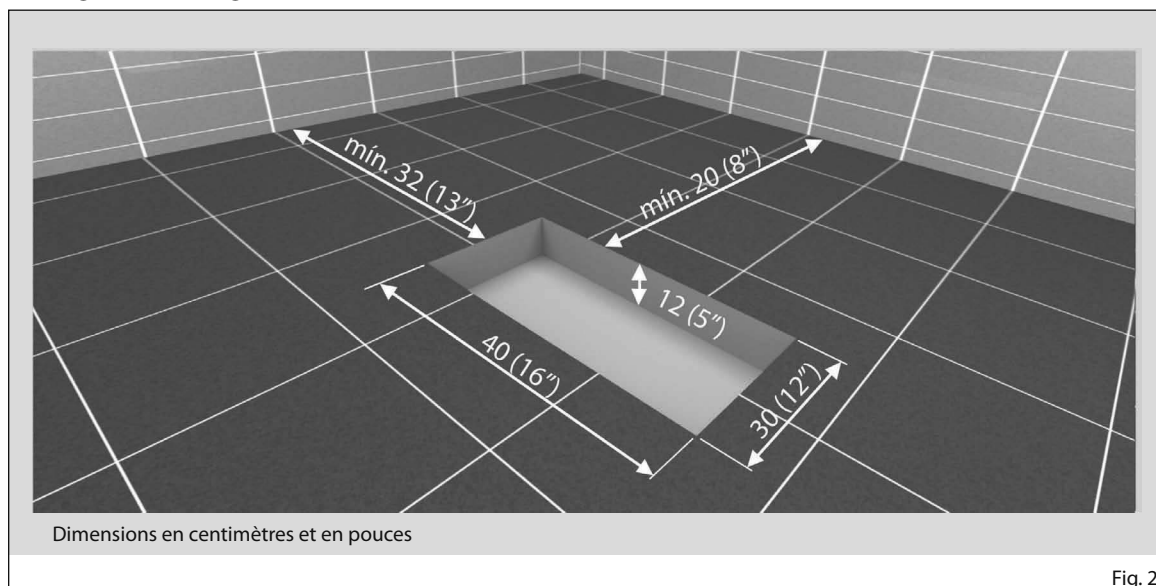 mín. 32 (13”)
mín. 20 (8”)
12 (5”)
40 (16”)
30 (12”)
Dimensions en centimètres et en pouces
Fig. 2